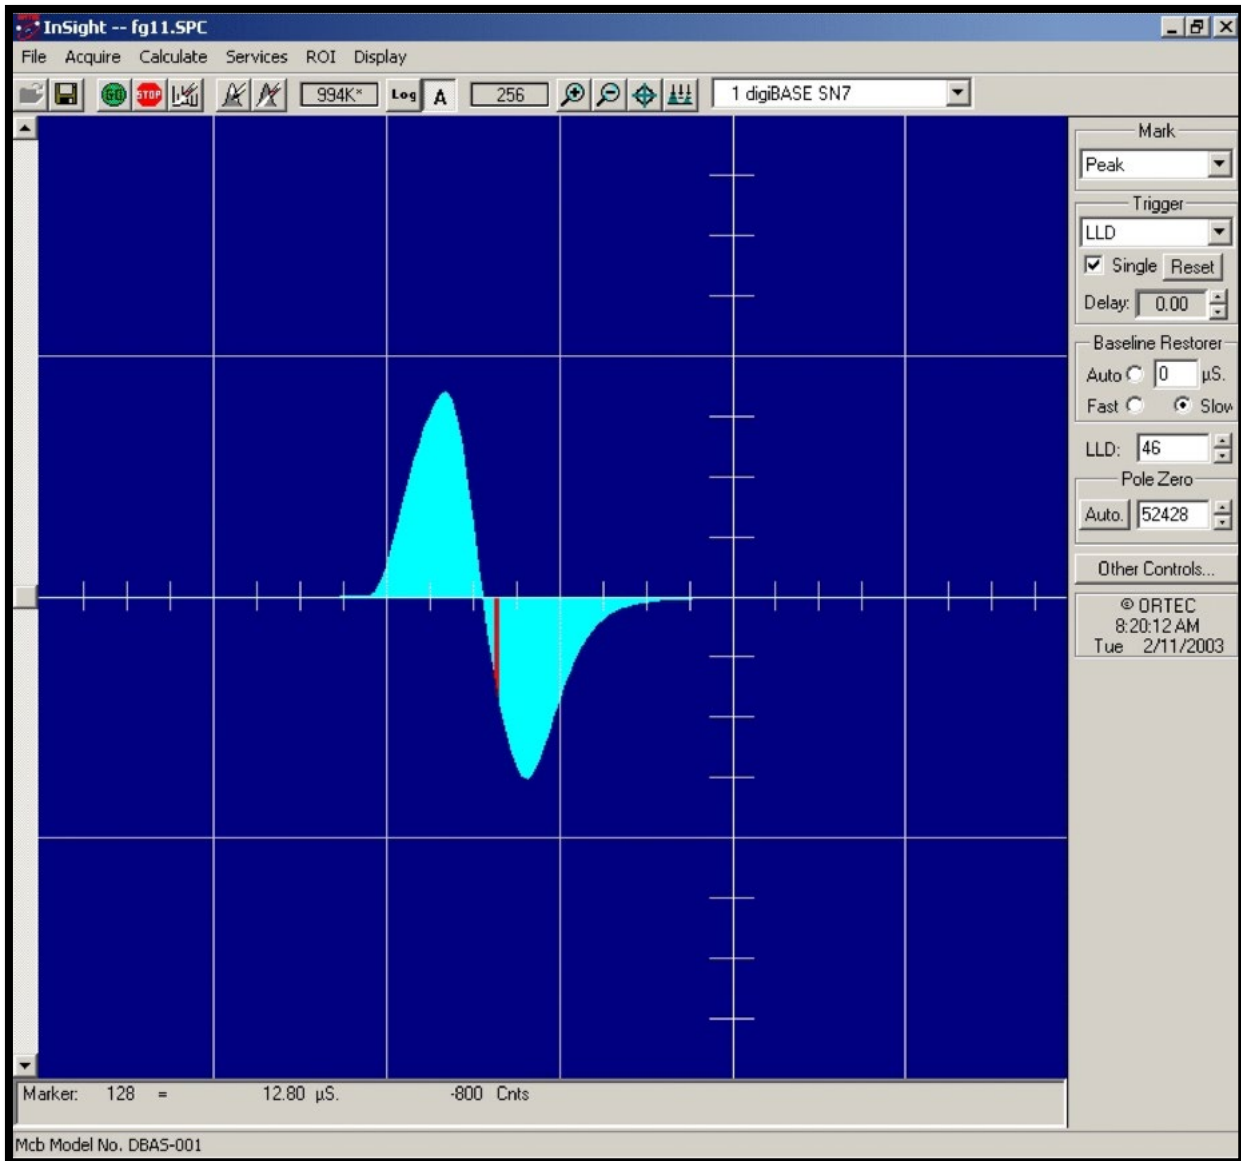 InSight -- fg11.SPC
File Acquire Calculate Services ROI Display
GO STOP 994K* Log A 256 1 digiBASE SN7
Mark
Peak
Trigger
LLD
Single Reset
Delay: 0.00
Baseline Restorer
Auto 0 µS.
Fast Slow
LLD: 46
Pole Zero
Auto. 52428
Other Controls...
© ORTEC
8:20:12 AM
Tue 2/11/2003
Marker: 128 = 12.80 µS. -800 Cnts
Mcb Model No. DBAS-001